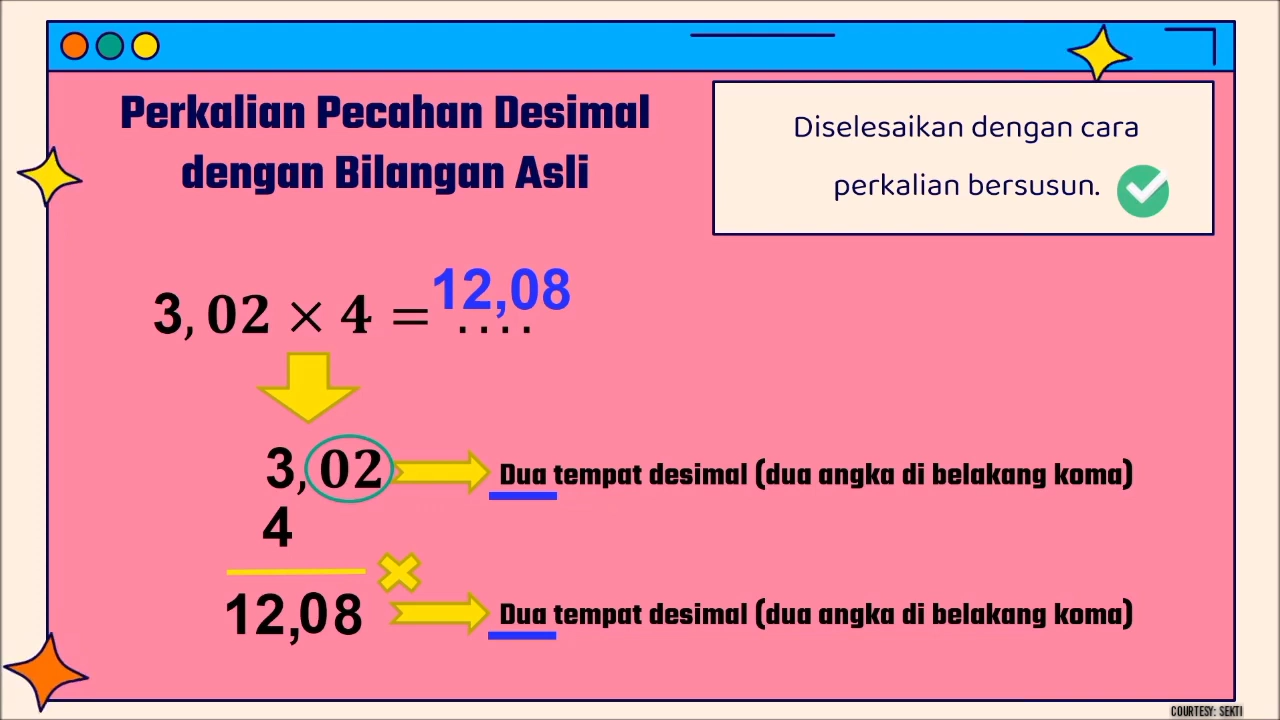 Perkalian Pecahan Desimal
dengan Bilangan Asli
Diselesaikan dengan cara
perkalian bersusun.
3,02 × 4 = 12,08
....
3,02
Dua tempat desimal (dua angka di belakang koma)
4
12,08
Dua tempat desimal (dua angka di belakang koma)
COURTESY: SEKTI